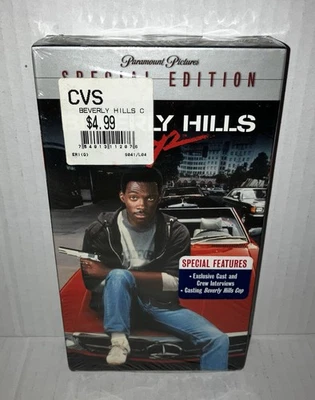 Paramount Pictures
SPECIAL EDITION
CVS
BEVERLY HILLS C
$4.99
LY HILLS
SPECIAL FEATURES
• Exclusive Cast and
Crew Interviews
• Casting Beverly Hills Cop